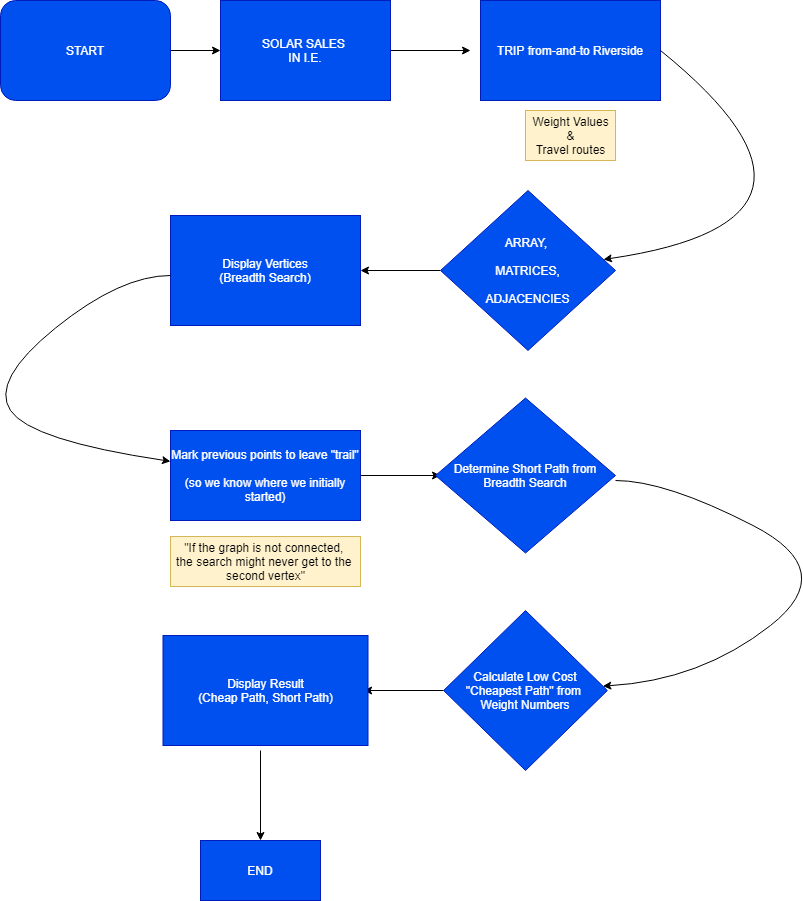 START
SOLAR SALES
IN I.E.
TRIP from-and-to Riverside
Weight Values
&
Travel routes
ARRAY,
MATRICES,
ADJACENCIES
Display Vertices
(Breadth Search)
Mark previous points to leave "trail"
(so we know where we initially
started)
Determine Short Path from
Breadth Search
"If the graph is not connected,
the search might never get to the
second vertex"
Calculate Low Cost
"Cheapest Path" from
Weight Numbers
Display Result
(Cheap Path, Short Path)
END